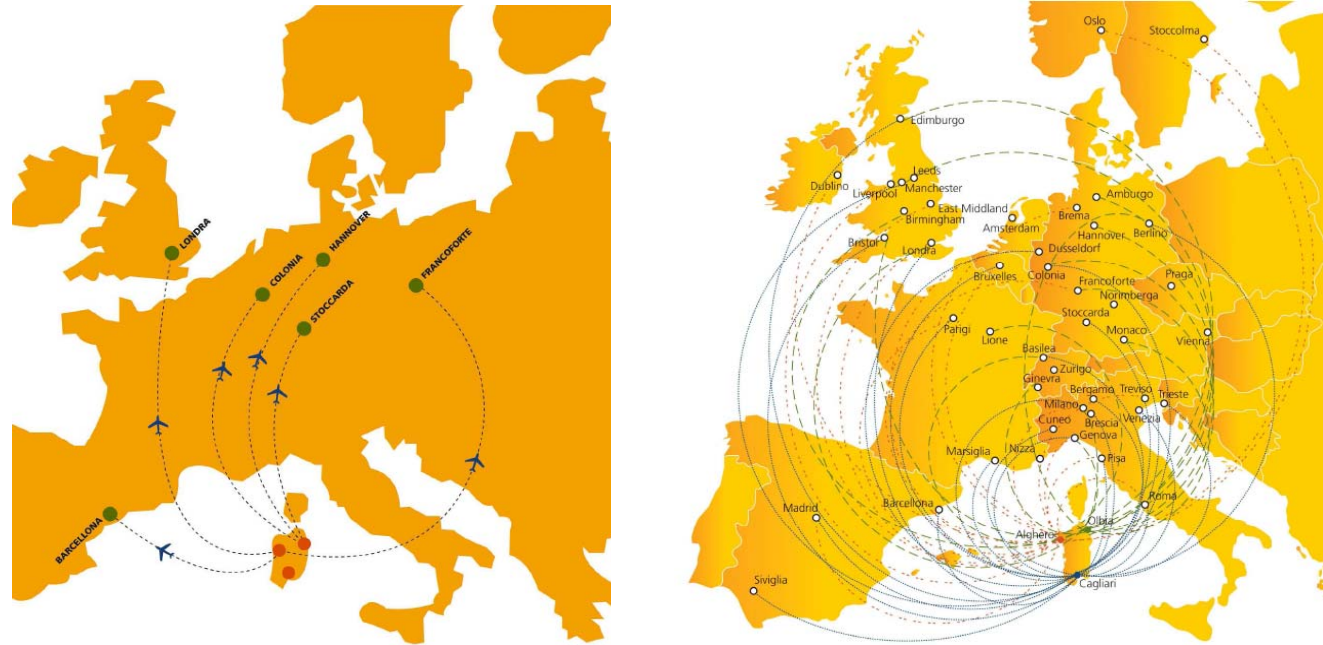 LONDRA
COLONIA
HANNOVER
STOCCARDA
FRANCOFORTE
BARCELLONA
Oslo
Stoccolma
Edimburgo
Leeds
Dublino
Liverpool
Manchester
East Middland
Birmingham
Bristol
Londra
Amsterdam
Amburgo
Brema
Hannover
Berlino
Dusseldorf
Bruxelles
Colonia
Francoforte
Praga
Norimberga
Parigi
Lione
Stoccarda
Monaco
Vienna
Basilea
Zurigo
Ginevra
Bergamo
Treviso
Trieste
Milano
Brescia
Venezia
Cuneo
Genova
Marsiglia
Nizza
Pisa
Madrid
Barcellona
Roma
Olbia
Alghero
Cagliari
Siviglia